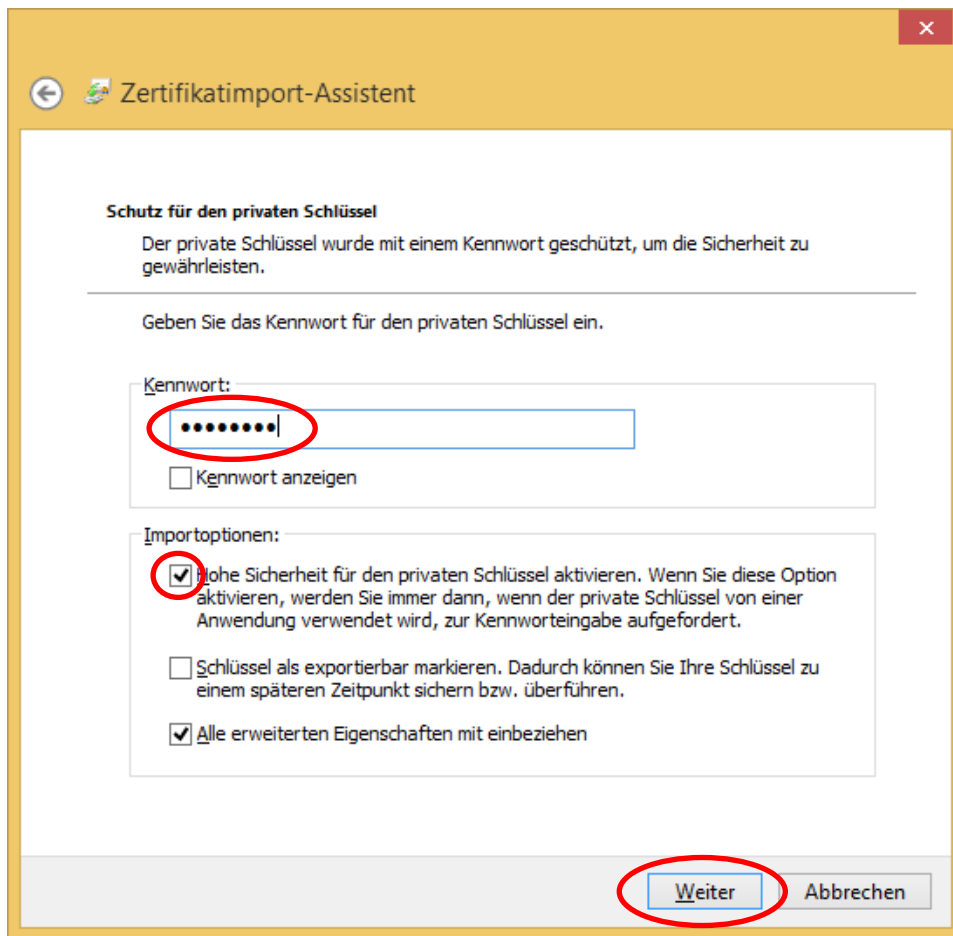 Zertifikatimport-Assistent
Schutz für den privaten Schlüssel
Der private Schlüssel wurde mit einem Kennwort geschützt, um die Sicherheit zu
gewährleisten.
Geben Sie das Kennwort für den privaten Schlüssel ein.
Kennwort:
••••••••
Kennwort anzeigen
Importoptionen:
Hohe Sicherheit für den privaten Schlüssel aktivieren. Wenn Sie diese Option
aktivieren, werden Sie immer dann, wenn der private Schlüssel von einer
Anwendung verwendet wird, zur Kennworteingabe aufgefordert.
Schlüssel als exportierbar markieren. Dadurch können Sie Ihre Schlüssel zu
einem späteren Zeitpunkt sichern bzw. überführen.
Alle erweiterten Eigenschaften mit einbeziehen
Weiter
Abbrechen